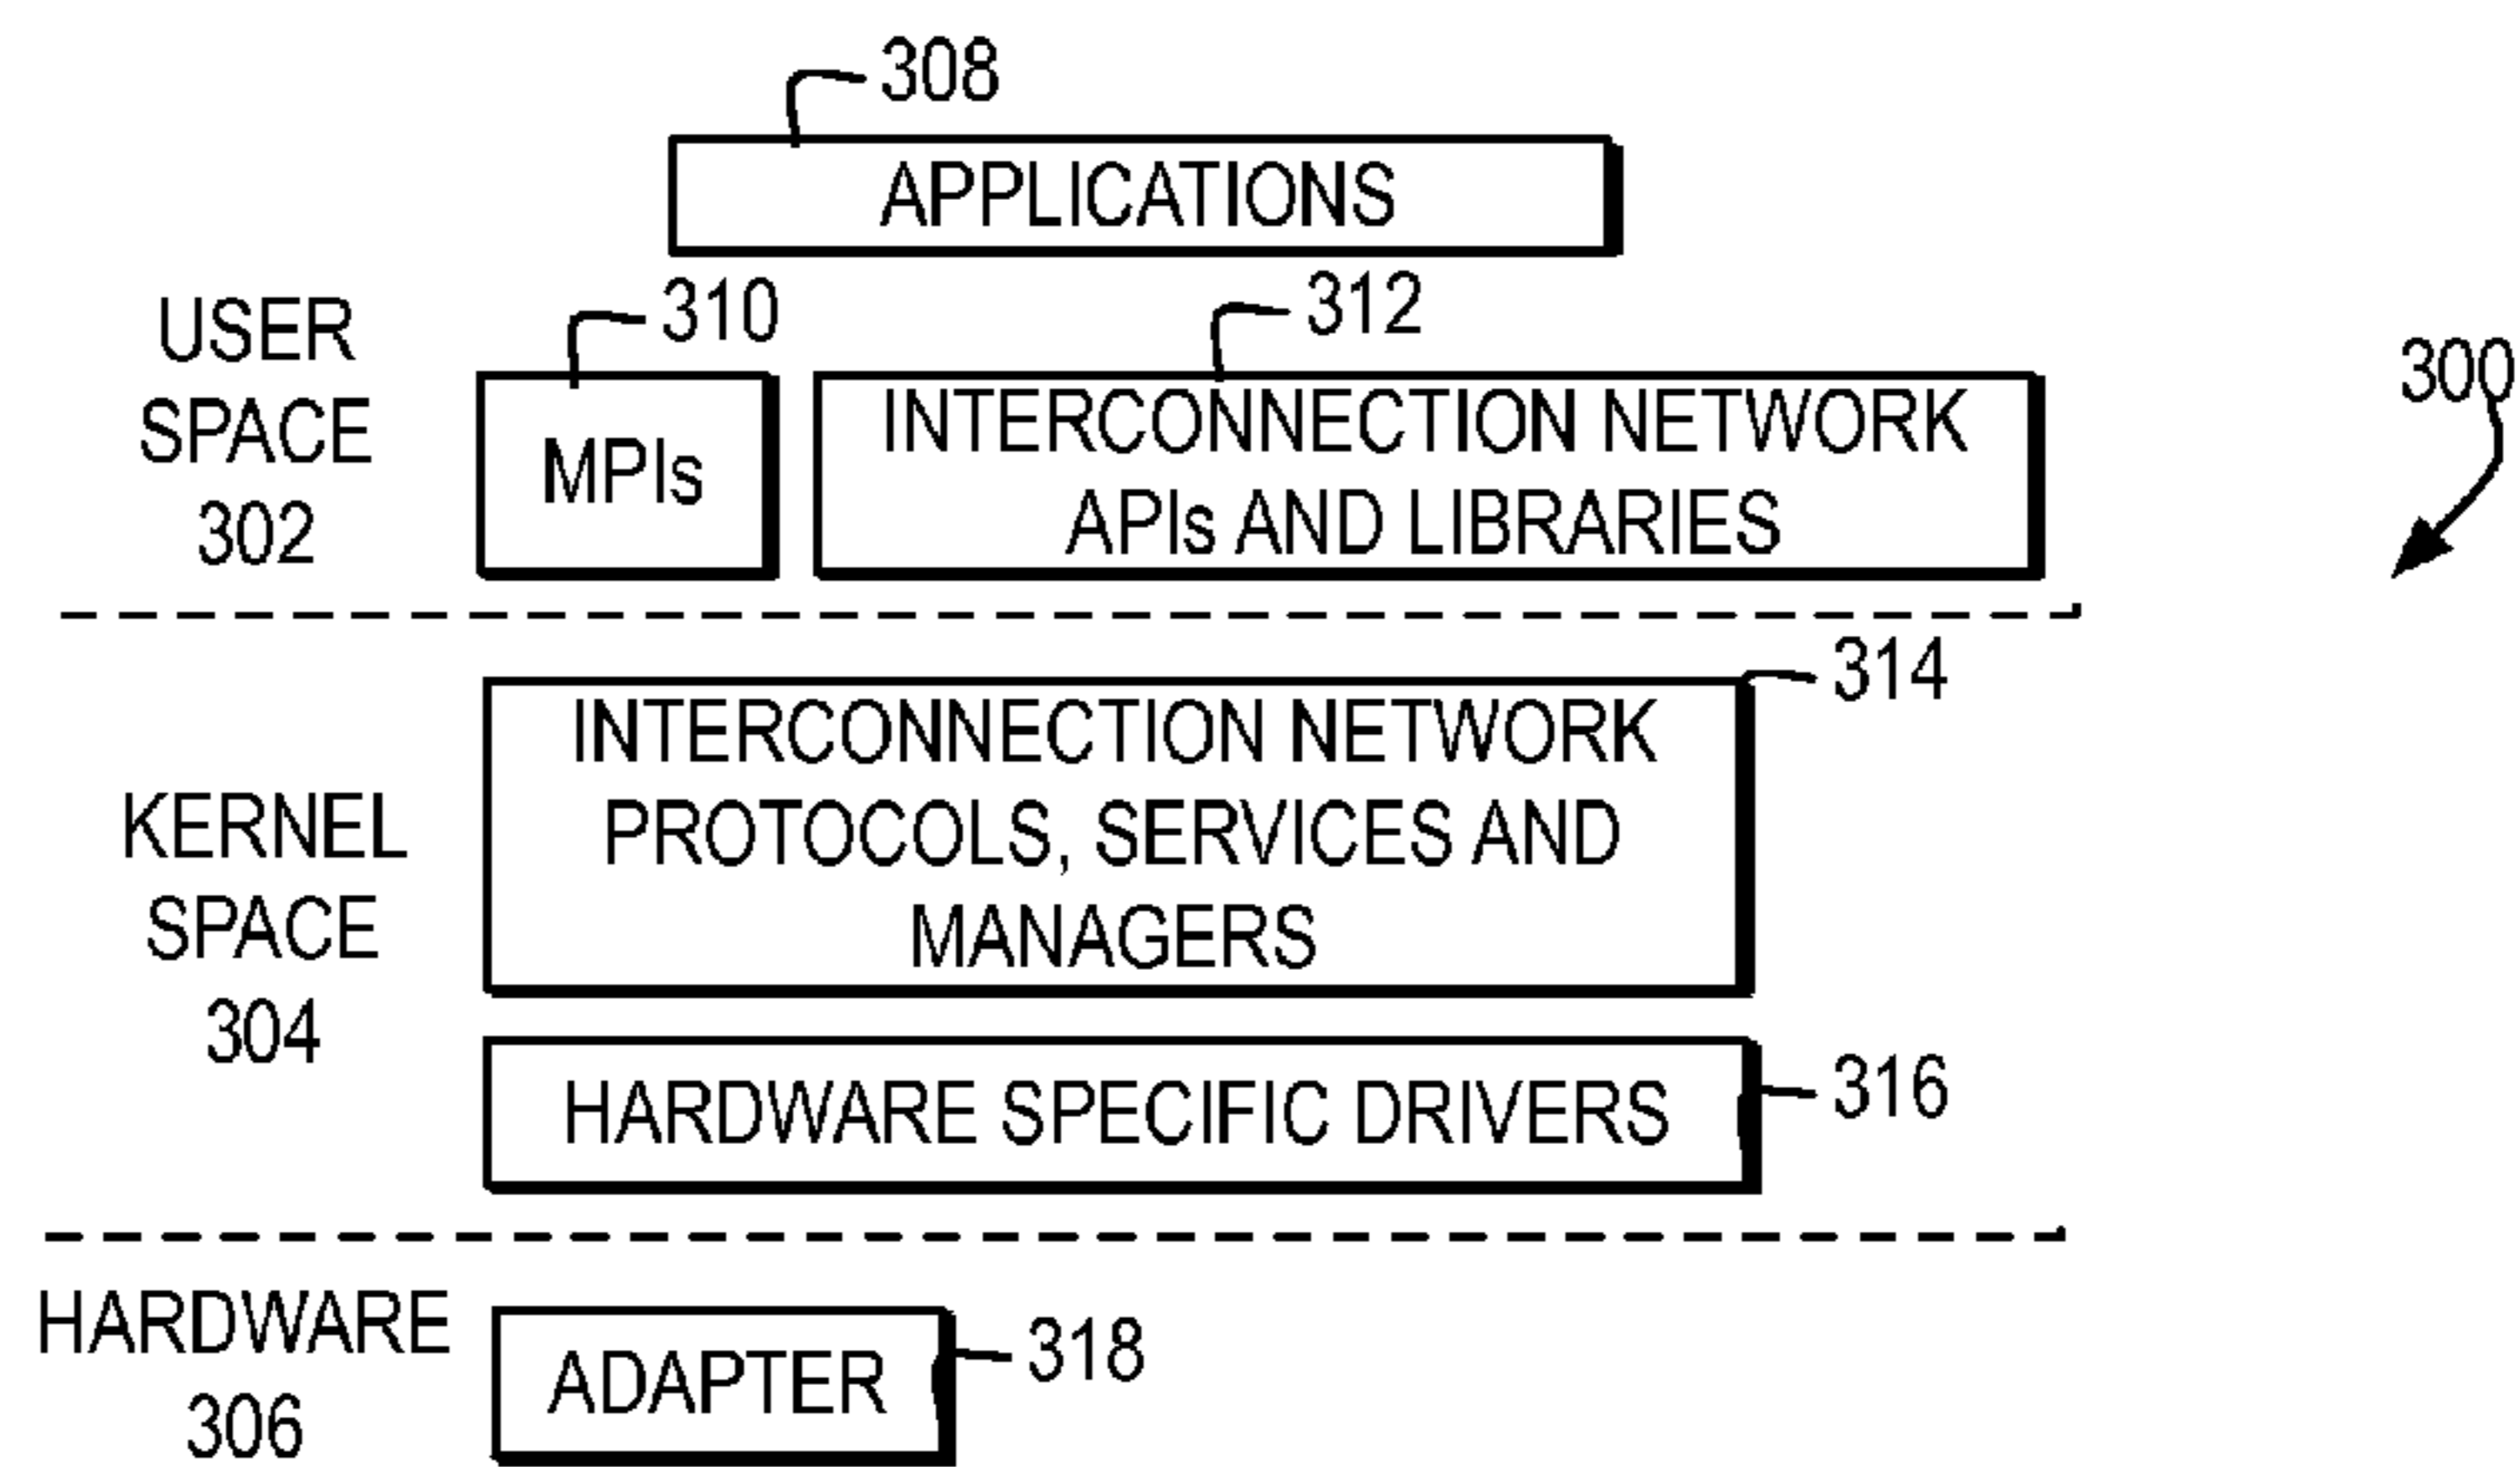 308
APPLICATIONS
310
312
USER
SPACE
302
MPIs
INTERCONNECTION NETWORK
APIs AND LIBRARIES
300
314
INTERCONNECTION NETWORK
PROTOCOLS, SERVICES AND
MANAGERS
KERNEL
SPACE
304
HARDWARE SPECIFIC DRIVERS
316
HARDWARE
306
ADAPTER
318